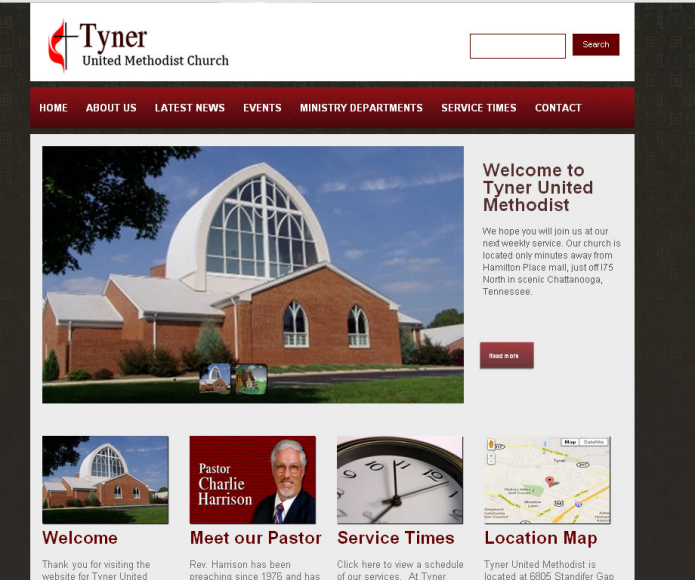 Tyner
United Methodist Church
Search
HOME ABOUT US LATEST NEWS EVENTS MINISTRY DEPARTMENTS SERVICE TIMES CONTACT
Welcome to
Tyner United
Methodist
We hope you will join us at our
next weekly service. Our church is
located only minutes away from
Hamilton Place mall, just off I75
North in scenic Chattanooga,
Tennessee.
Read more
Pastor
Charlie
Harrison
Map Satellite
Tyner
Welcome
Meet our Pastor
Service Times
Location Map
Thank you for visiting the
website for Tyner United
Rev. Harrison has been
preaching since 1976 and has
Click here to view a schedule
of our services. At Tyner
Tyner United Methodist is
located at 6805 Standifer Gap